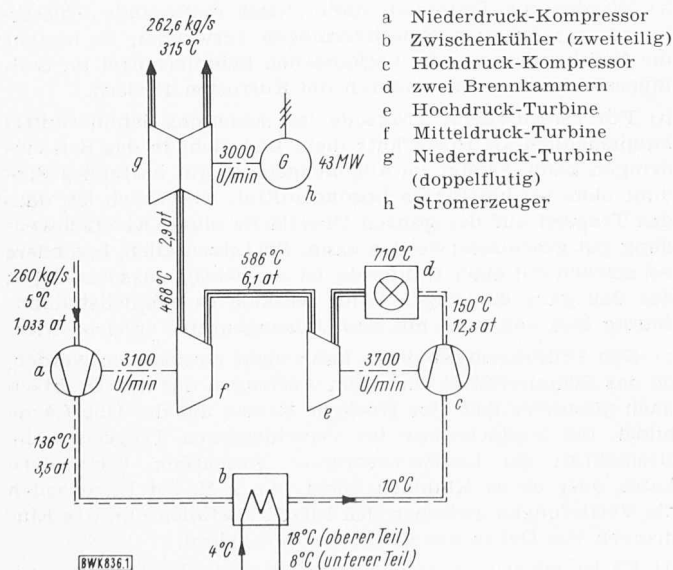 262,6 kg/s
315°C
a Niederdruck-Kompressor
b Zwischenkühler (zweiteilig)
c Hochdruck-Kompressor
d zwei Brennkammern
e Hochdruck-Turbine
f Mitteldruck-Turbine
g Niederdruck-Turbine
(doppelflutig)
h Stromerzeuger
g
3000
U/min
G
43MW
h
2,9 at
468°C
586°C
6,1 at
710°C
d
260 kg/s
5°C
1,033 at
150°C
12,3 at
a
3100
U/min
f
3700
U/min
e
c
136°C
3,5 at
b
10°C
4°C
18°C (oberer Teil)
8°C (unterer Teil)
BWK836.1